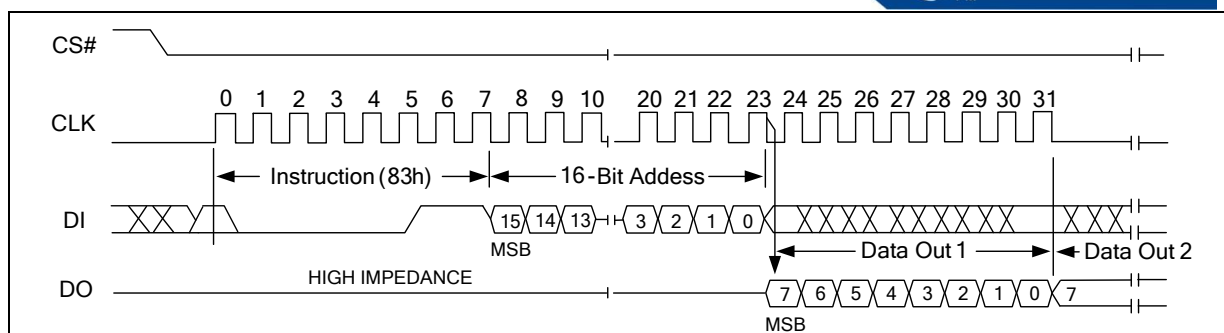 CS#
0 1 2 3 4 5 6 7 8 9 10 20 21 22 23 24 25 26 27 28 29 30 31
CLK
Instruction (83h) 16-Bit Addess
DI 15 14 13 3 2 1 0
MSB
Data Out 1 Data Out 2
HIGH IMPEDANCE
DO 7 6 5 4 3 2 1 0 7
MSB